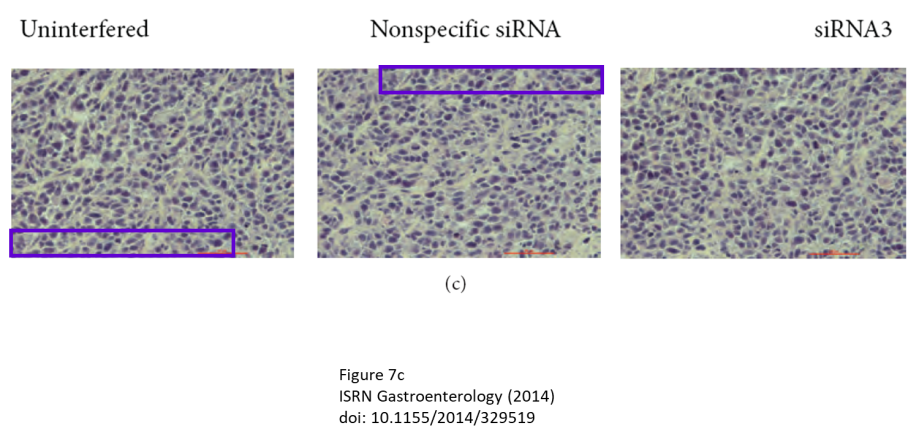 Uninterfered
Nonspecific siRNA
siRNA3
(c)
Figure 7c
ISRN Gastroenterology (2014)
doi: 10.1155/2014/329519